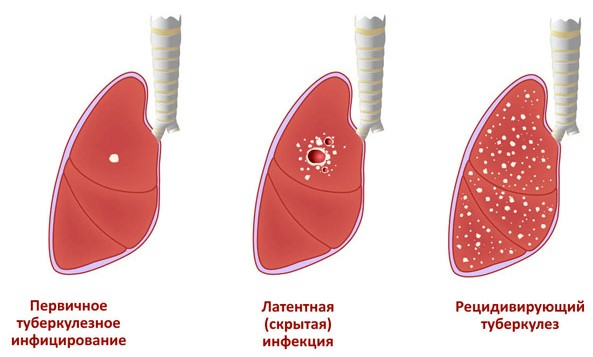 Первичное
туберкулезное
инфицирование
Латентная
(скрытая)
инфекция
Рецидивирующий
туберкулез